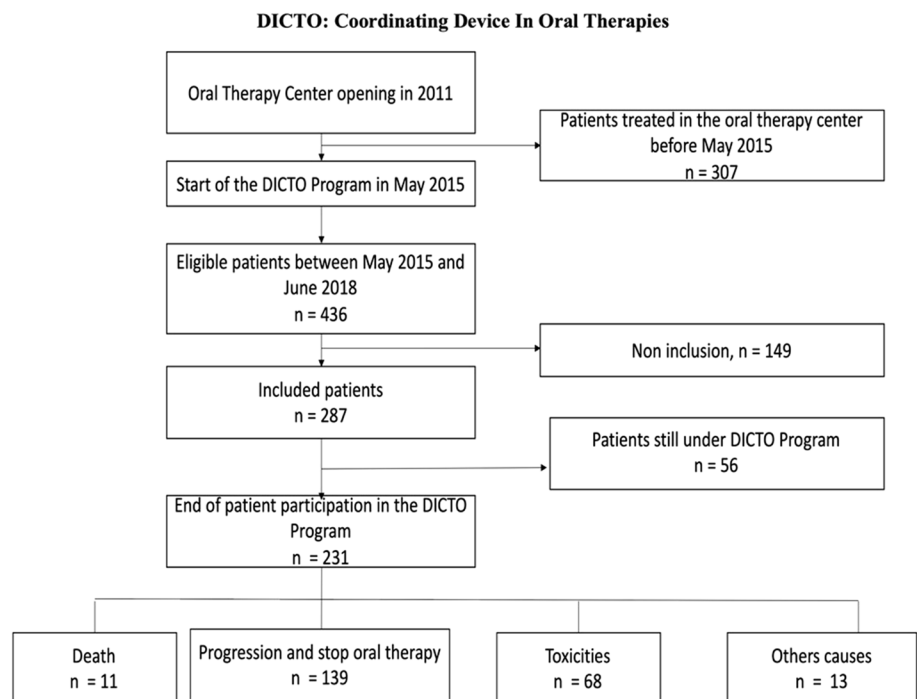 DICTO: Coordinating Device In Oral Therapies
Oral Therapy Center opening in 2011
Patients treated in the oral therapy center
before May 2015
n = 307
Start of the DICTO Program in May 2015
Eligible patients between May 2015 and
June 2018
n = 436
Non inclusion, n = 149
Included patients
n = 287
Patients still under DICTO Program
n = 56
End of patient participation in the DICTO
Program
n = 231
Death
n = 11
Progression and stop oral therapy
n = 139
Toxicities
n = 68
Others causes
n = 13